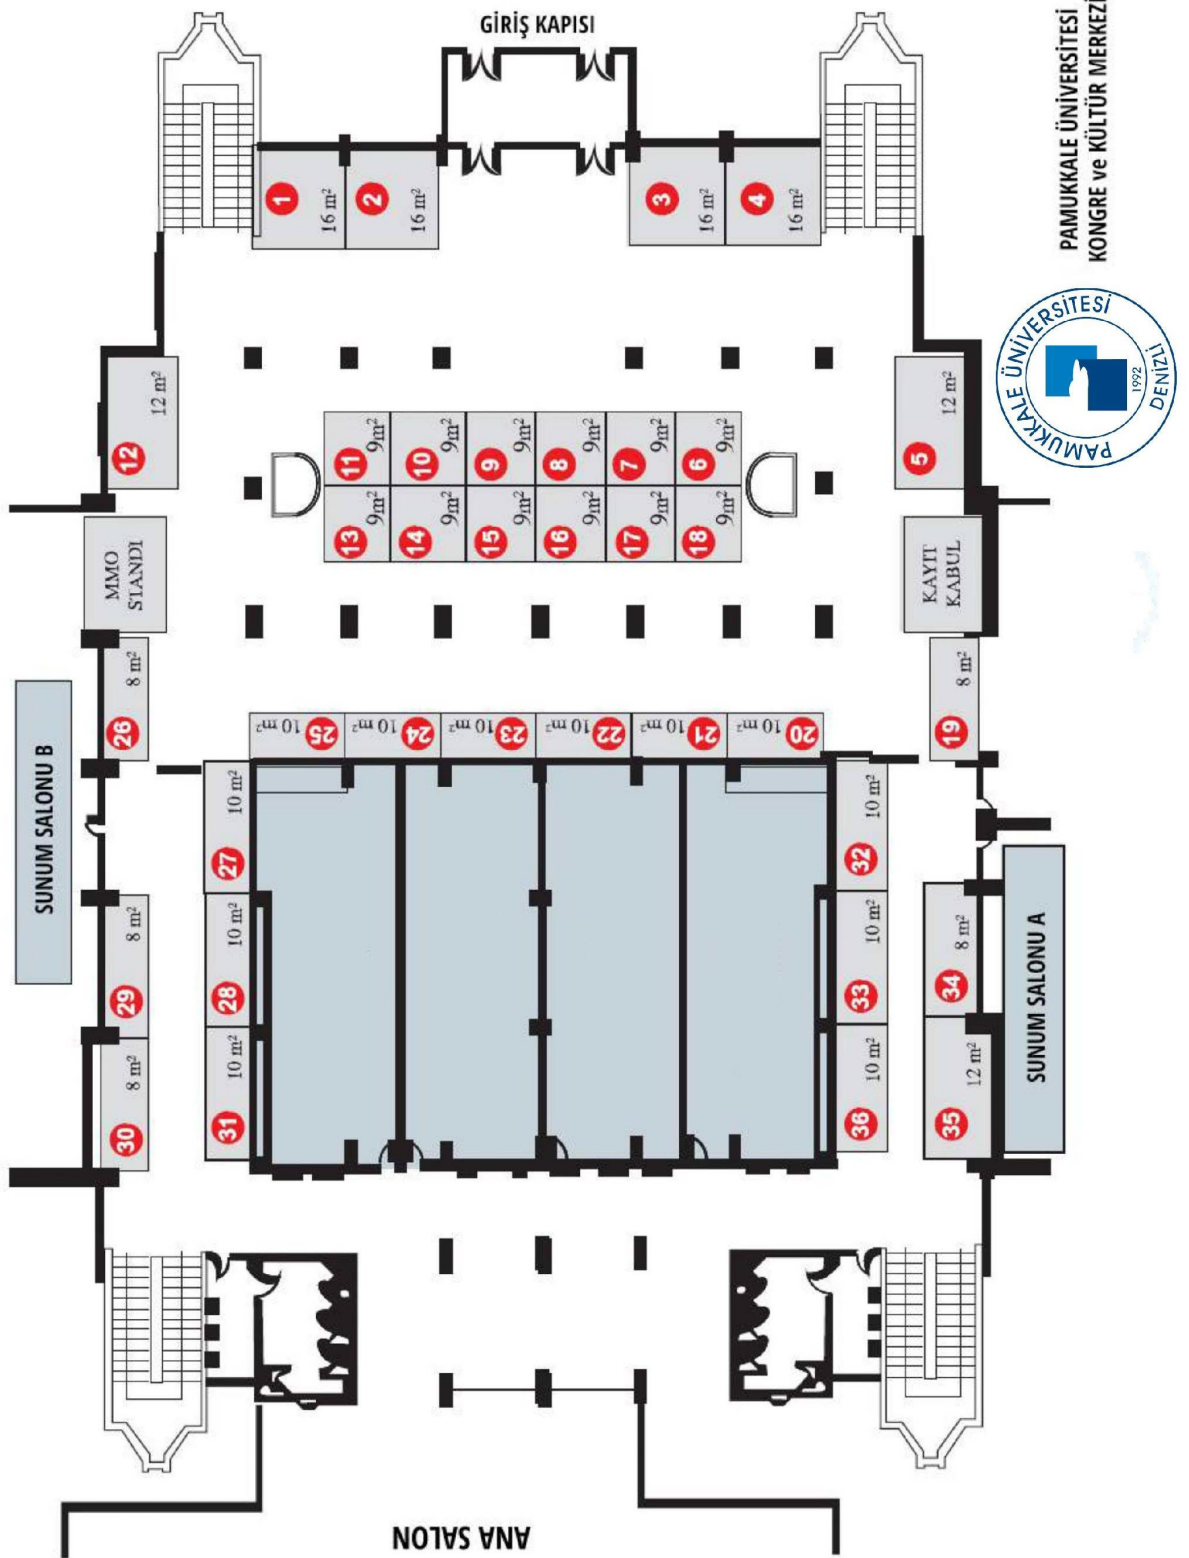 GİRİŞ KAPISI
PAMUKKALE ÜNİVERSİTESİ
KONGRE ve KÜLTÜR MERKEZİ
PAMUKKALE ÜNİVERSİTESİ
1992
DENİZLİ
1
16 m²
2
16 m²
3
16 m²
4
16 m²
12
12 m²
5
12 m²
11
9m²
10
9m²
9
9m²
8
9m²
7
9m²
6
9m²
13
9m²
14
9m²
15
9m²
16
9m²
17
9m²
18
9m²
MMO
STANDI
KAYIT
KABUL
26
8 m²
19
8 m²
25
10 m²
24
10 m²
23
10 m²
22
10 m²
21
10 m²
20
10 m²
SUNUM SALONU B
27
10 m²
32
10 m²
29
8 m²
28
10 m²
33
10 m²
34
8 m²
30
8 m²
31
10 m²
36
10 m²
35
12 m²
SUNUM SALONU A
ANA SALON